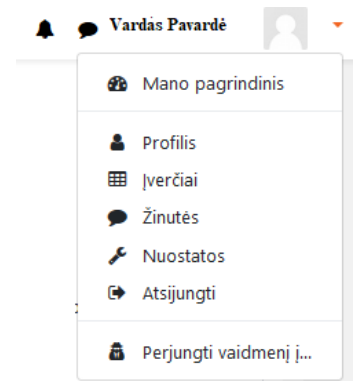 Vardas Pavardė
Mano pagrindinis
Profilis
Įverčiai
Žinutės
Nuostatos
Atsijungti
Perjungti vaidmenį į...